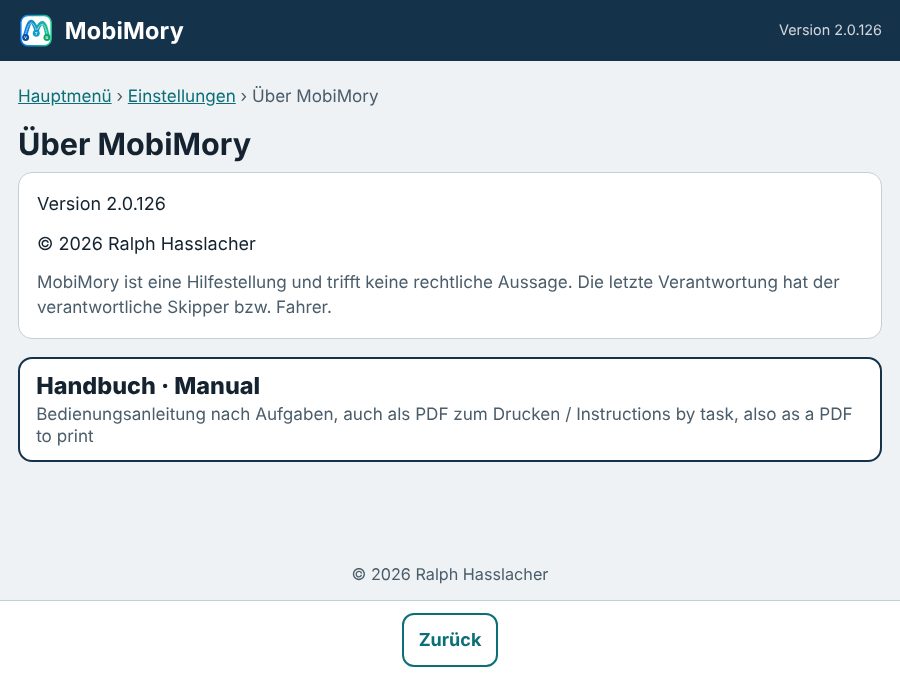 MobiMory
Version 2.0.126
Hauptmenü › Einstellungen › Über MobiMory
Über MobiMory
Version 2.0.126
© 2026 Ralph Hasslacher
MobiMory ist eine Hilfestellung und trifft keine rechtliche Aussage. Die letzte Verantwortung hat der
verantwortliche Skipper bzw. Fahrer.
Handbuch · Manual
Bedienungsanleitung nach Aufgaben, auch als PDF zum Drucken / Instructions by task, also as a PDF
to print
© 2026 Ralph Hasslacher
Zurück